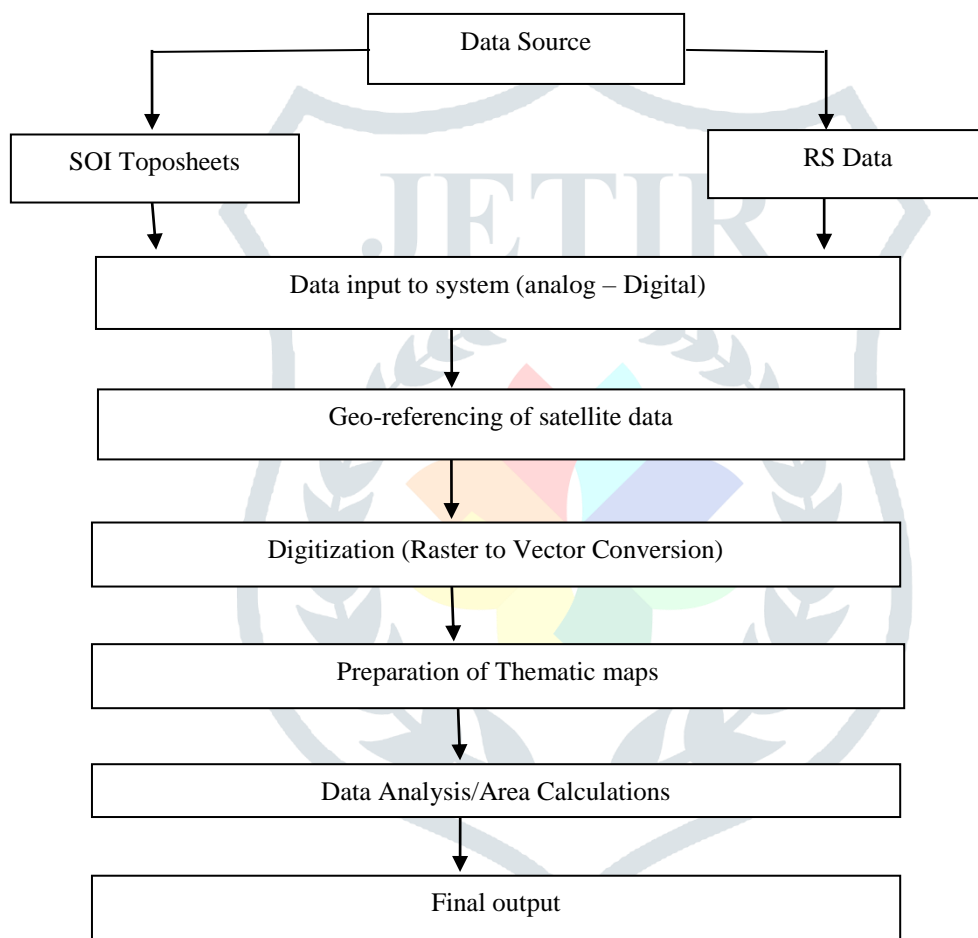 Data Source
SOI Toposheets
RS Data
JETIR
Data input to system (analog – Digital)
Geo-referencing of satellite data
Digitization (Raster to Vector Conversion)
Preparation of Thematic maps
Data Analysis/Area Calculations
Final output